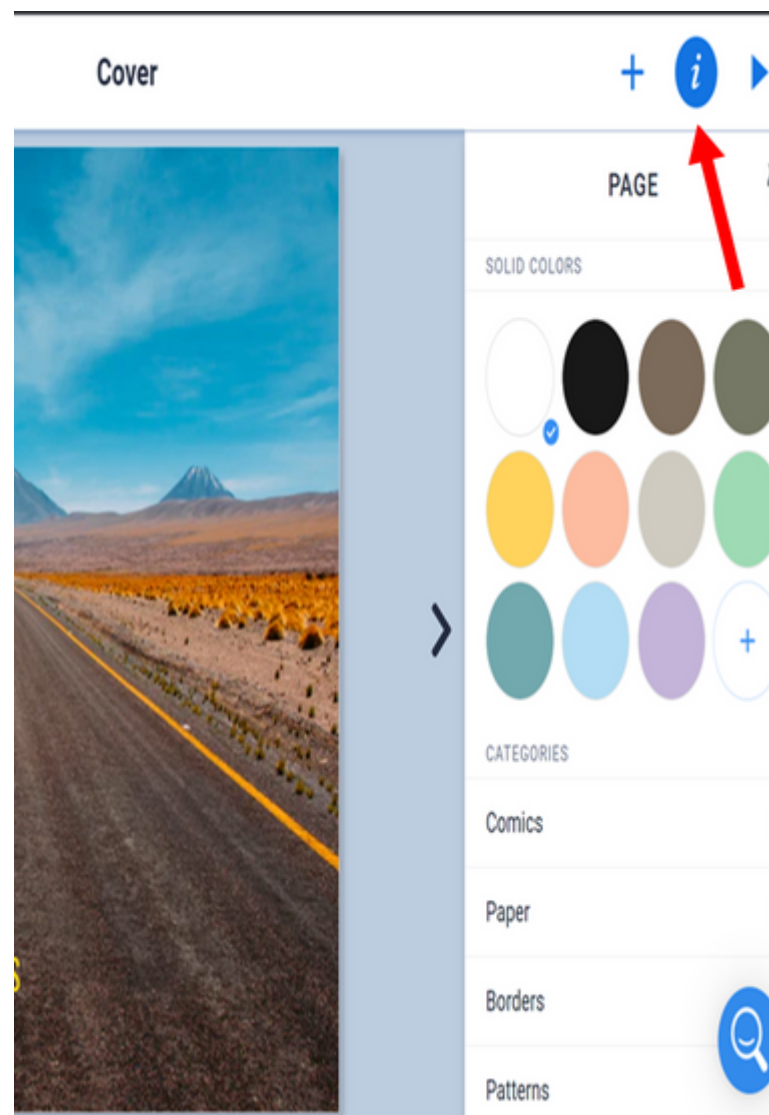 Cover
PAGE
SOLID COLORS
CATEGORIES
Comics
Paper
Borders
Patterns